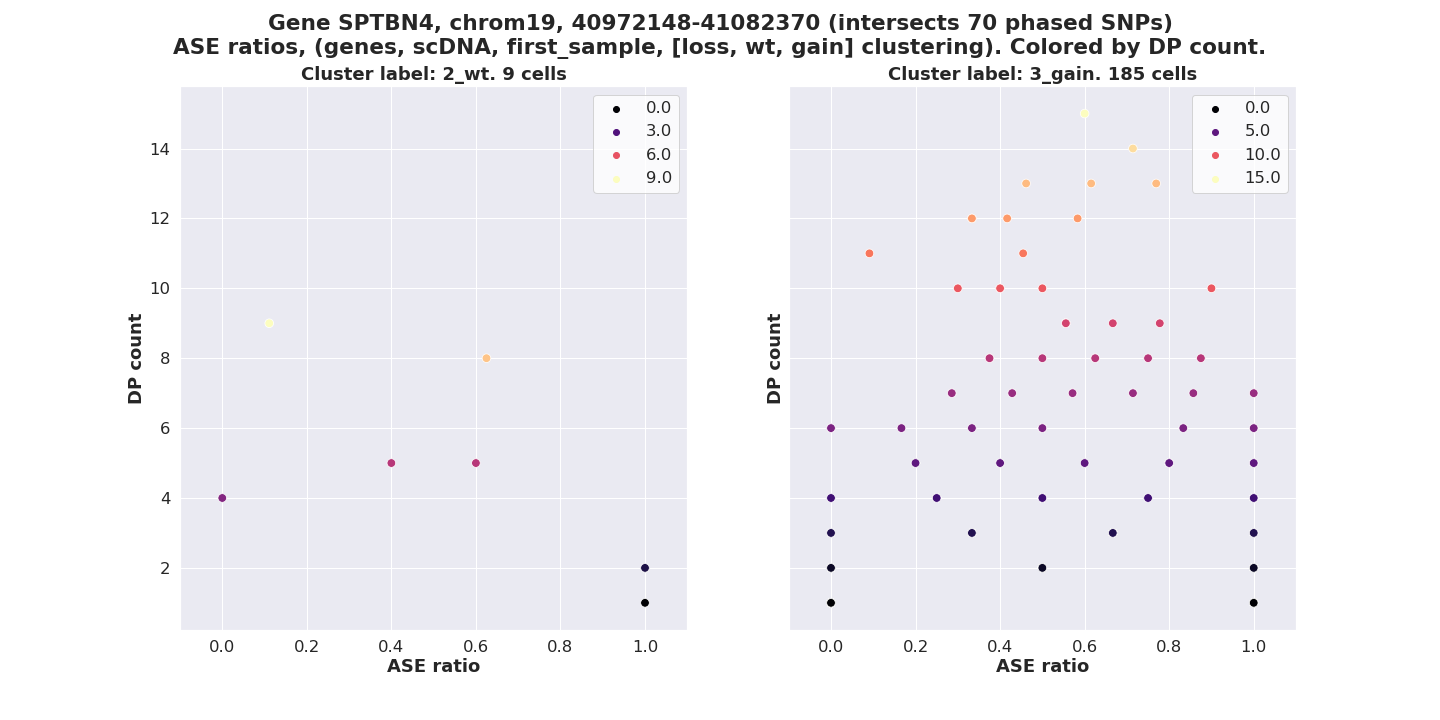 Gene SPTBN4, chrom19, 40972148-41082370 (intersects 70 phased SNPs)
ASE ratios, (genes, scDNA, first_sample, [loss, wt, gain] clustering). Colored by DP count.
Cluster label: 2_wt. 9 cells
0.0
3.0
6.0
9.0
14
12
10
8
6
4
2
DP count
0.0 0.2 0.4 0.6 0.8 1.0
ASE ratio
Cluster label: 3_gain. 185 cells
0.0
5.0
10.0
15.0
DP count
0.0 0.2 0.4 0.6 0.8 1.0
ASE ratio